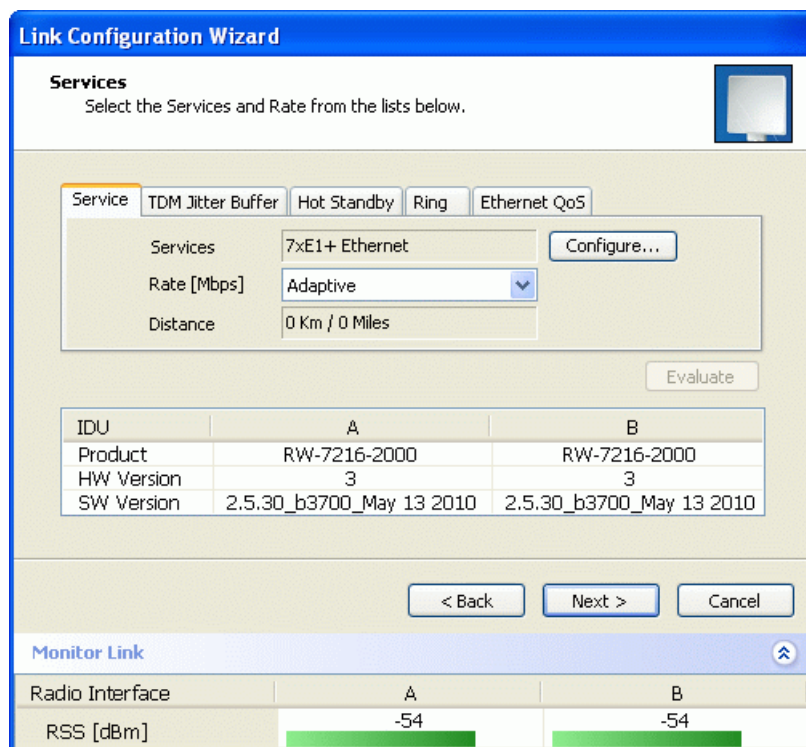 Link Configuration Wizard
Services
Select the Services and Rate from the lists below.
Service TDM Jitter Buffer Hot Standby Ring Ethernet QoS
Services 7xE1+ Ethernet Configure...
Rate [Mbps] Adaptive
Distance 0 Km / 0 Miles
Evaluate
IDU A B
Product RW-7216-2000 RW-7216-2000
HW Version 3 3
SW Version 2.5.30_b3700_May 13 2010 2.5.30_b3700_May 13 2010
< Back Next > Cancel
Monitor Link
Radio Interface A B
RSS [dBm] -54 -54